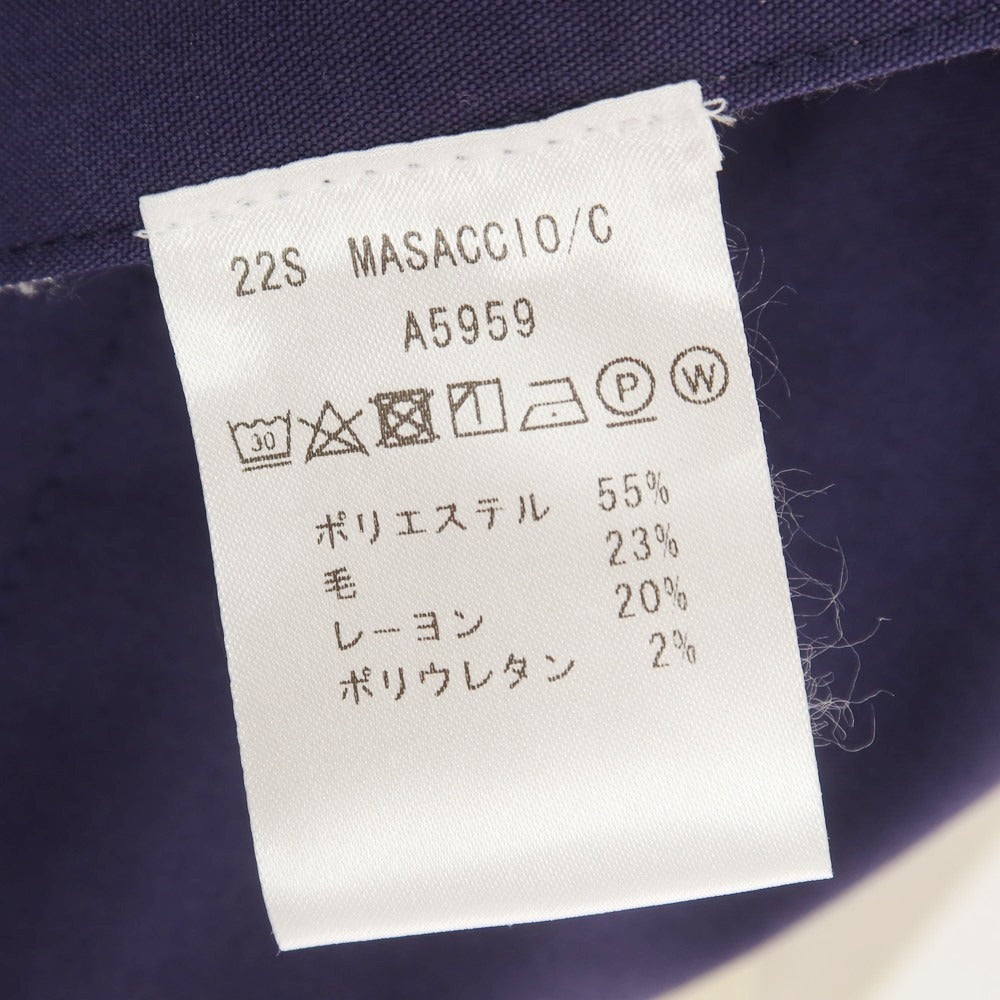 22S MASACCIO/C
A5959
30 P W
ポリエステル 55%
毛 23%
レーヨン 20%
ポリウレタン 2%